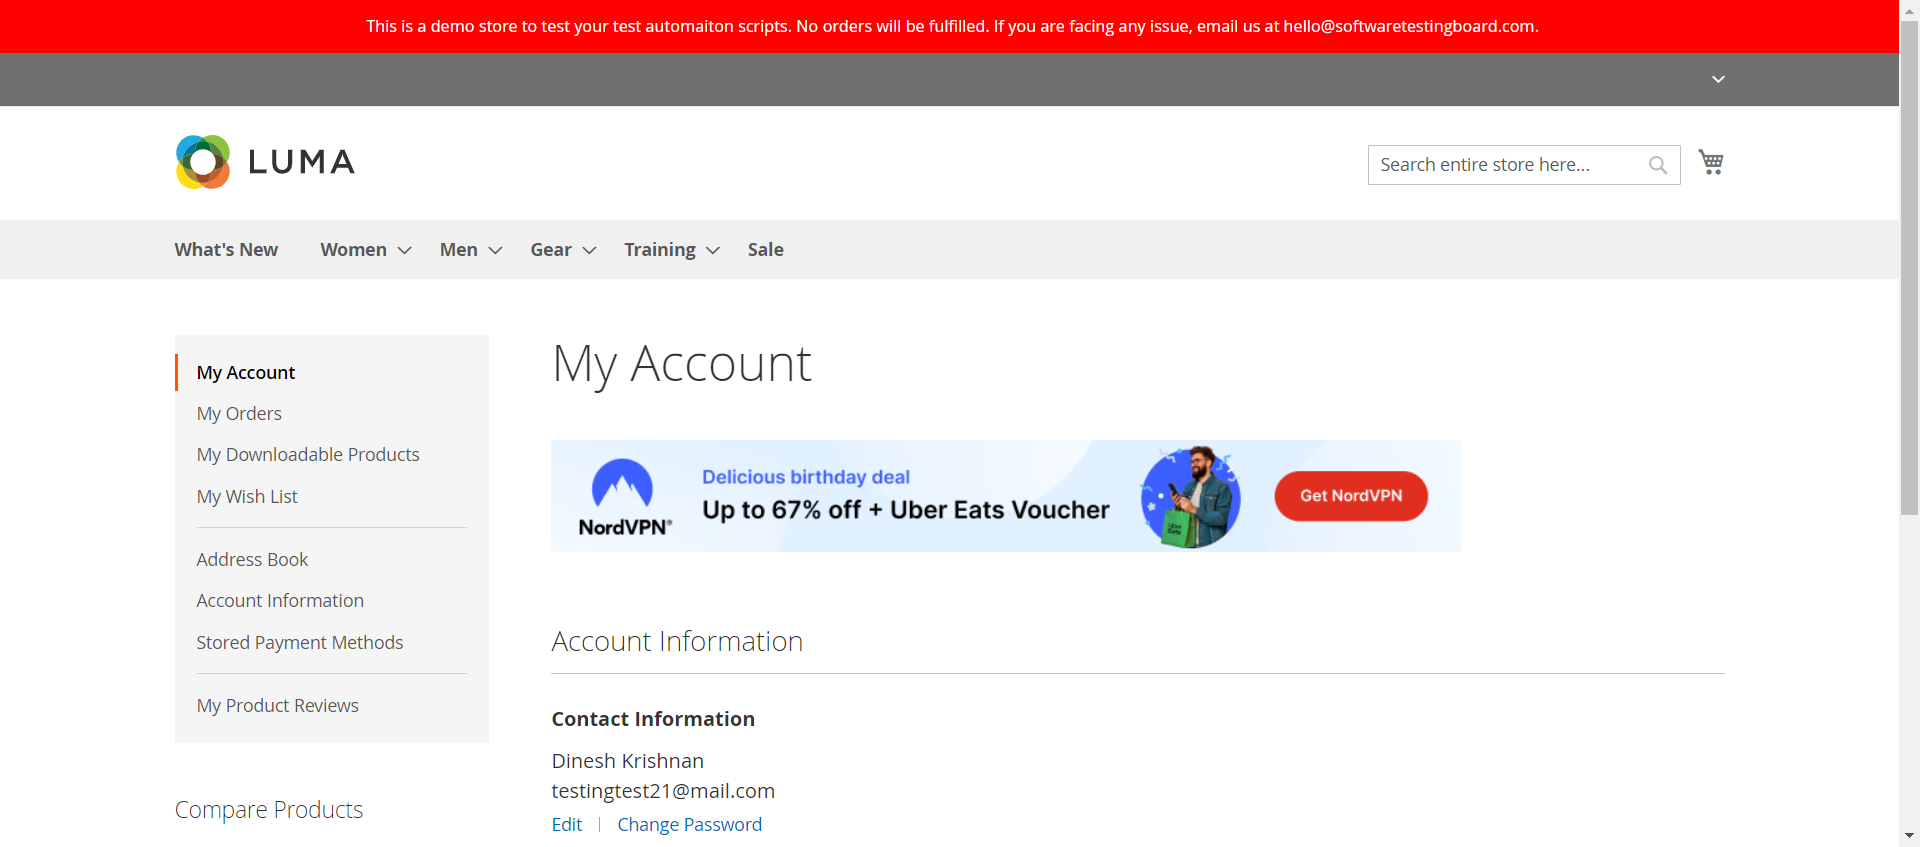 This is a demo store to test your test automaiton scripts. No orders will be fulfilled. If you are facing any issue, email us at hello@softwaretestingboard.com.
LUMA
Search entire store here...
What's New Women Men Gear Training Sale
My Account
My Orders
My Downloadable Products
My Wish List
Address Book
Account Information
Stored Payment Methods
My Product Reviews
Compare Products
My Account
NordVPN®
Delicious birthday deal
Up to 67% off + Uber Eats Voucher
Uber Eats
Get NordVPN
Account Information
Contact Information
Dinesh Krishnan
testingtest21@mail.com
Edit | Change Password